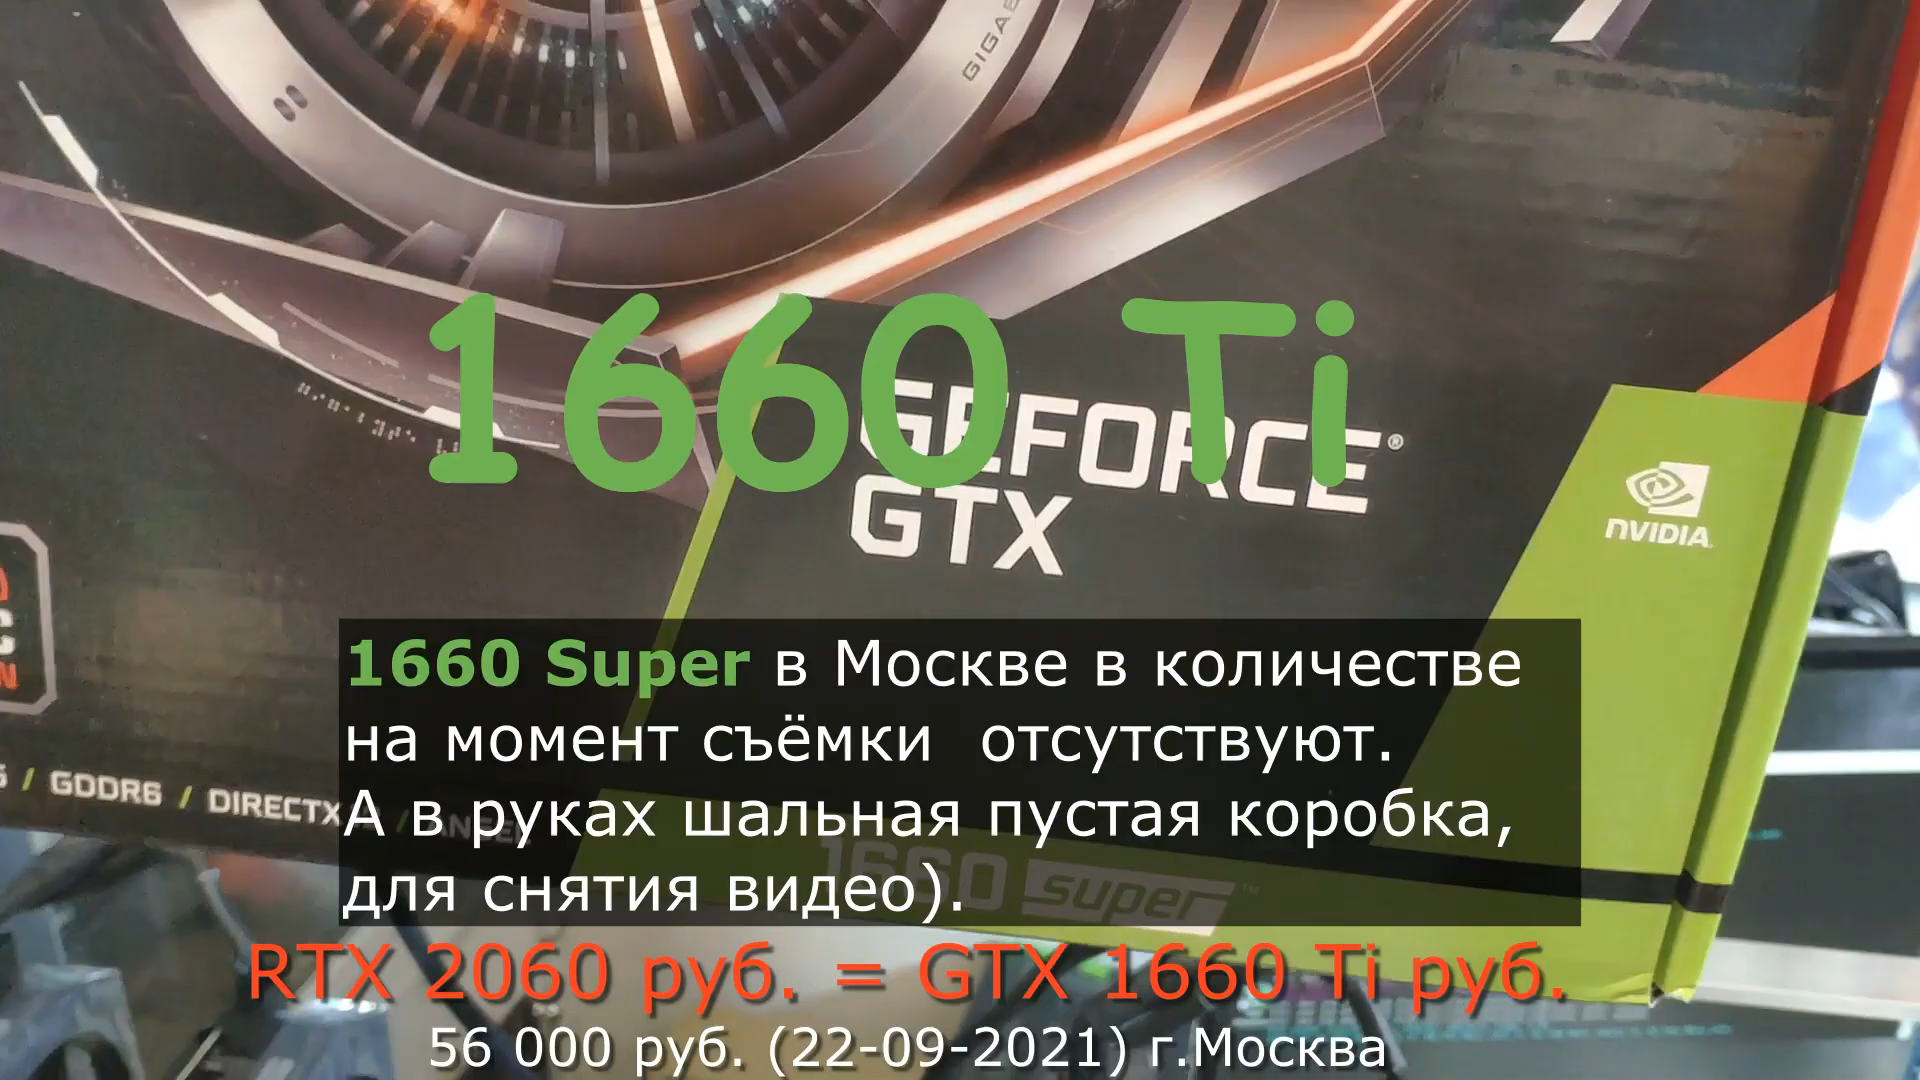 1660 Ti
GEFORCE®
GTX
NVIDIA
1660 Super в Москве в количестве
на момент съёмки отсутствуют.
/ GDDR6 / DIRECTX
А в руках шальная пустая коробка,
для снятия видео).
1660 super™
RTX 2060 руб. = GTX 1660 Ti руб.
56 000 руб. (22-09-2021) г.Москва